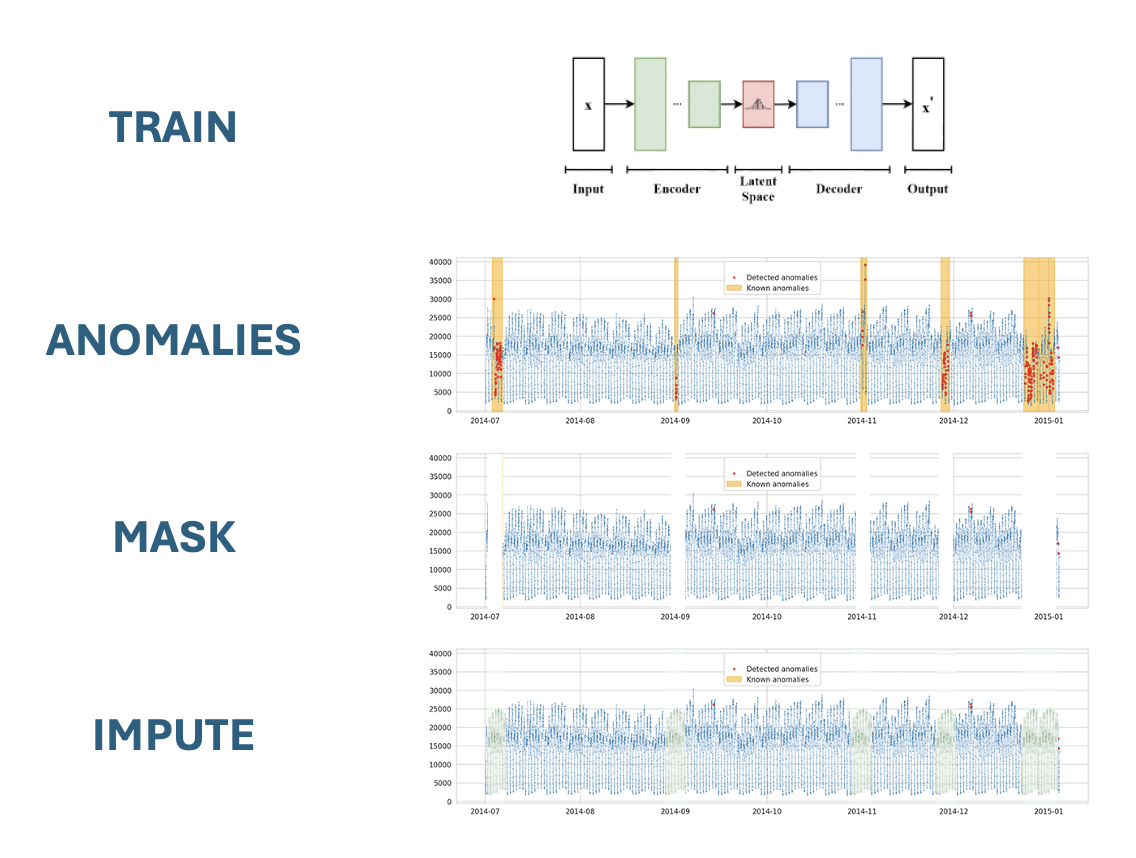 TRAIN
x
...
...
x'
Input
Encoder
Latent
Space
Decoder
Output
ANOMALIES
40000
35000
30000
25000
20000
15000
10000
5000
0
Detected anomalies
Known anomalies
2014-07
2014-08
2014-09
2014-10
2014-11
2014-12
2015-01
MASK
40000
35000
30000
25000
20000
15000
10000
5000
0
Detected anomalies
Known anomalies
2014-07
2014-08
2014-09
2014-10
2014-11
2014-12
2015-01
IMPUTE
40000
35000
30000
25000
20000
15000
10000
5000
0
Detected anomalies
Known anomalies
2014-07
2014-08
2014-09
2014-10
2014-11
2014-12
2015-01